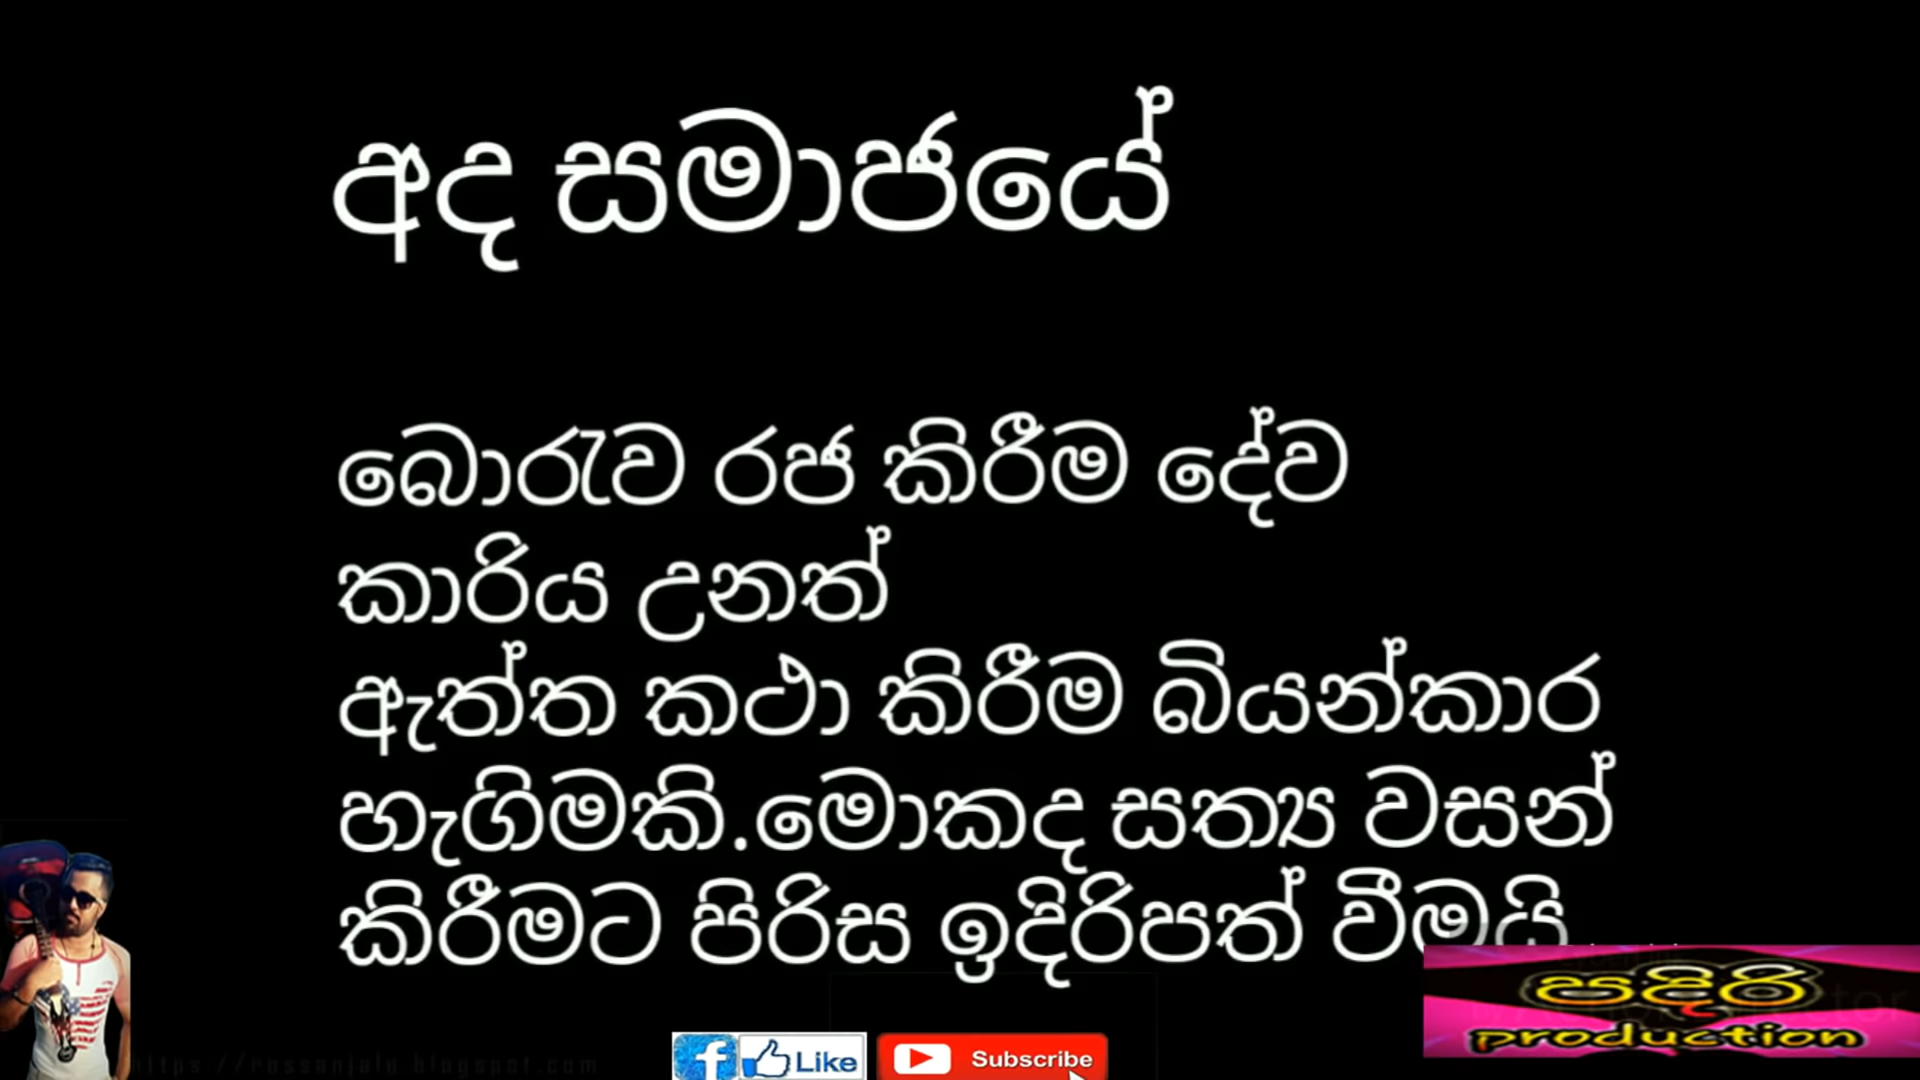 අද සමාජයේ
බොරුව රජ කිරීම දේව
කාරිය උනත්
ඇත්ත කථා කිරීම බියන්කාර
හැගිමකි.මොකද සත්‍ය වසන්
කිරීමට පිරිස ඉදිරිපත් වීමයි
පදිරි
production
Like
Subscribe